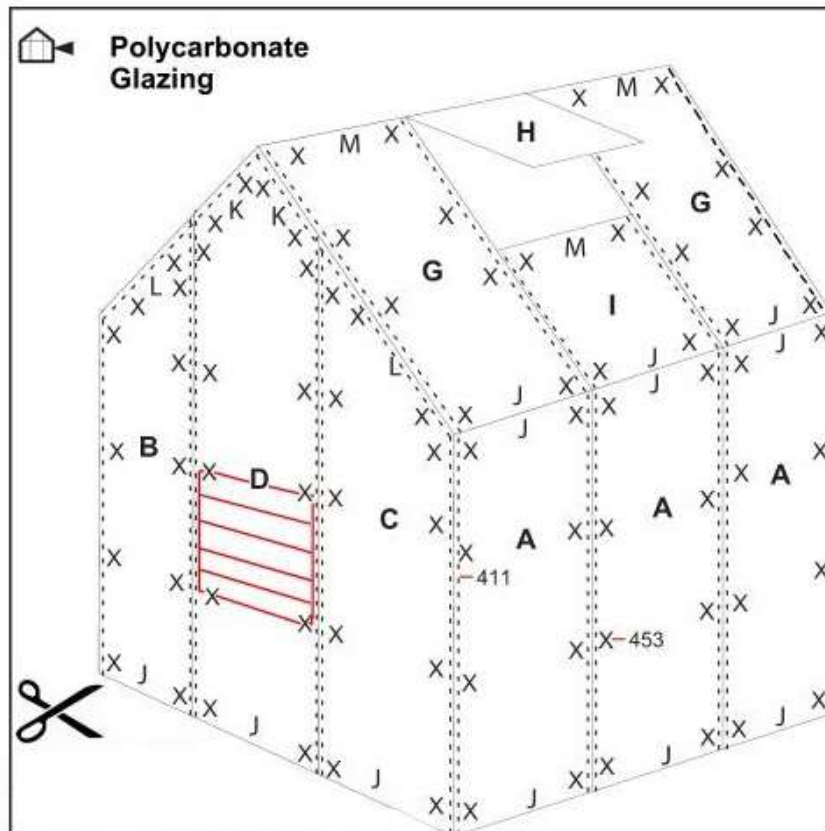 Polycarbonate
Glazing
X M X
X M X H
X
X X X
X K K X G
X X M X X
X X X X
X G X
L X X
X X I X
X J
X X X
X J
X L J X
X X J X
X X J X
X X X X
J
X B X X X
X X D X A
X X X
C X A
X A X X
X X
411
X X X X
X X X 453
X
X J X X
X X J X
X J X J X
X X X J
J X X J X